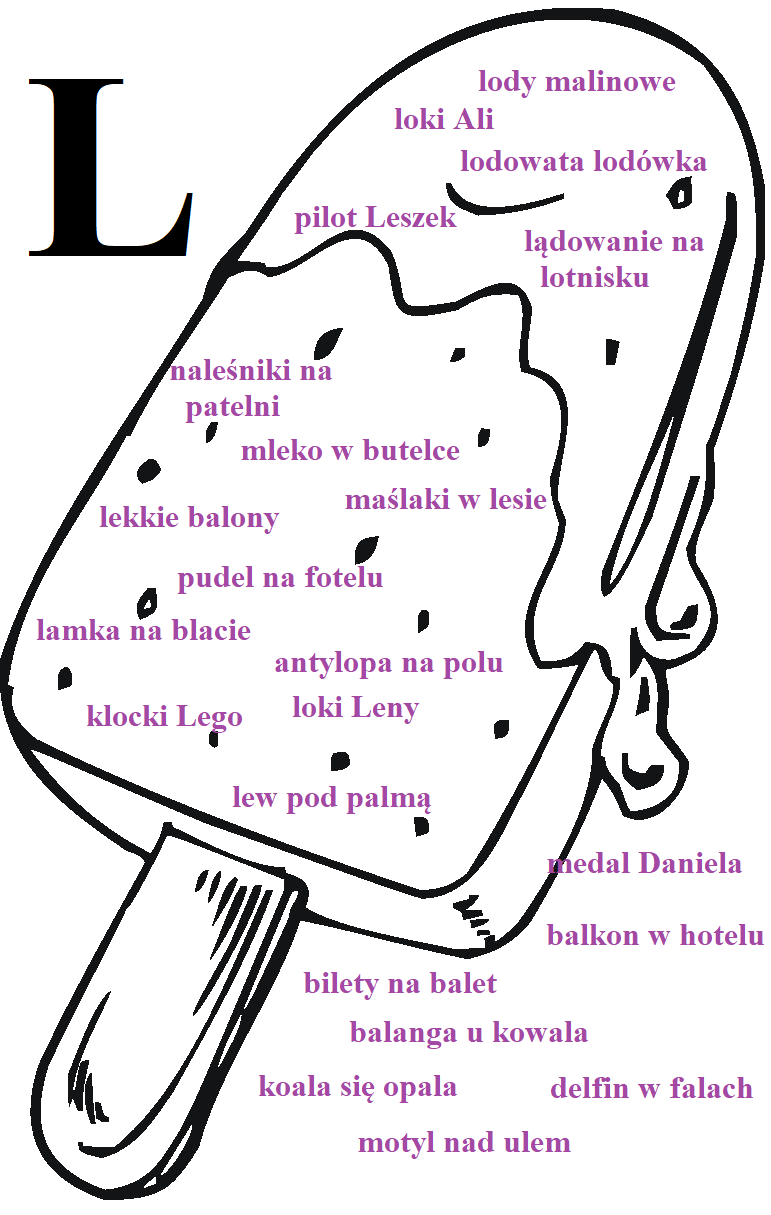 L
lody malinowe
loki Ali
lodowata lodówka
pilot Leszek
lądowanie na
lotnisku
naleśniki na
patelni
mleko w butelce
maślaki w lesie
lekkie balony
pudel na fotelu
lamka na blacie
antylopa na polu
loki Leny
klocki Lego
lew pod palmą
medal Daniela
balkon w hotelu
bilety na balet
balanga u kowala
koala się opala
delfin w falach
motyl nad ulem